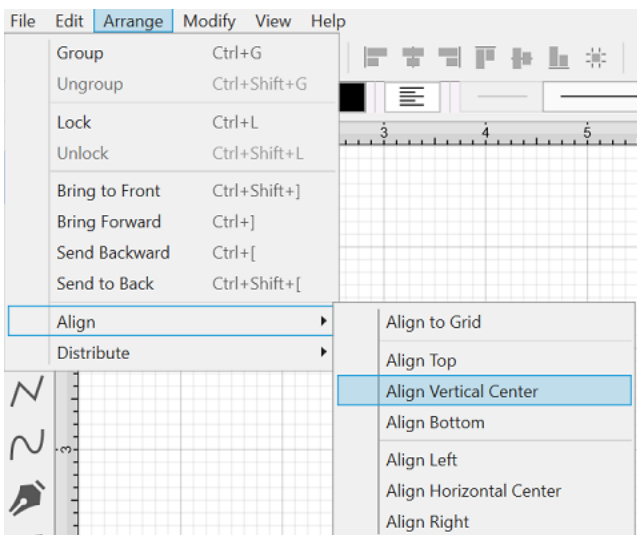 File Edit Arrange Modify View Help
Group Ctrl+G
Ungroup Ctrl+Shift+G
Lock Ctrl+L
Unlock Ctrl+Shift+L
Bring to Front Ctrl+Shift+]
Bring Forward Ctrl+]
Send Backward Ctrl+[
Send to Back Ctrl+Shift+[
Align
Distribute
3 4 5
Align to Grid
Align Top
Align Vertical Center
Align Bottom
Align Left
Align Horizontal Center
Align Right
3